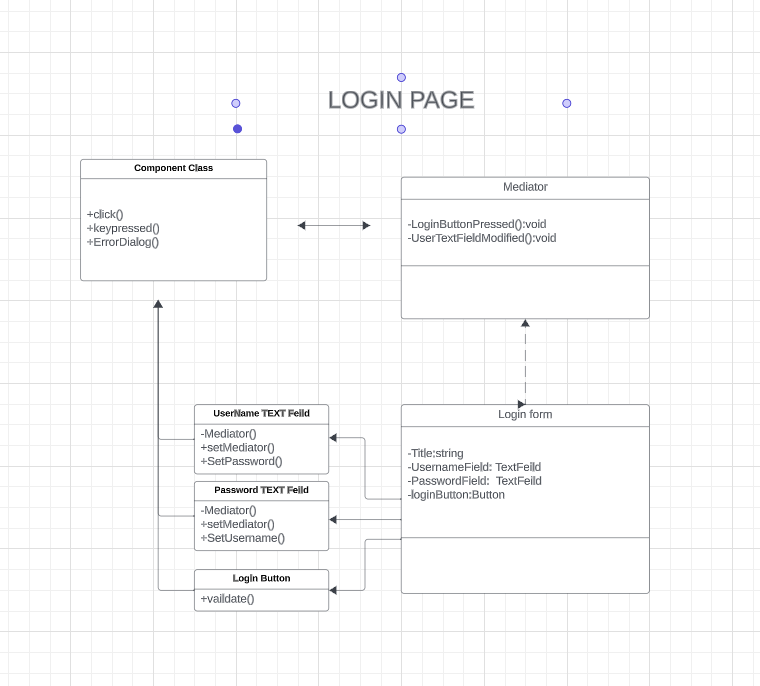 LOGIN PAGE
Component Class
+click()
+keypressed()
+ErrorDialog()
Mediator
-LoginButtonPressed():void
-UserTextFieldModified():void
UserName TEXT Feild
-Mediator()
+setMediator()
+SetPassword()
Password TEXT Feild
-Mediator()
+setMediator()
+SetUsername()
Login Button
+vaildate()
Login form
-Title;string
-UsernameField: TextFeild
-PasswordField:  TextFeild
-loginButton:Button